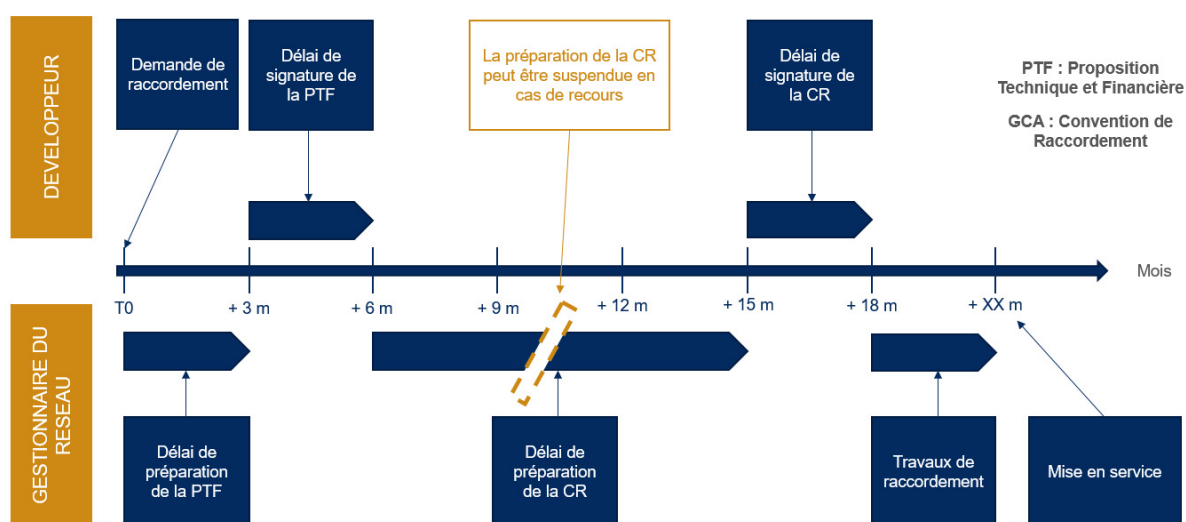 DEVELOPPEUR
Demande de
raccordement
Délai de
signature de
la PTF
La préparation de la CR
peut être suspendue en
cas de recours
Délai de
signature de
la CR
PTF : Proposition
Technique et Financière
GCA : Convention de
Raccordement
Mois
T0
+ 3 m
+ 6 m
+ 9 m
+ 12 m
+ 15 m
+ 18 m
+ XX m
GESTIONNAIRE DU
RESEAU
Délai de
préparation
de la PTF
Délai de
préparation
de la CR
Travaux de
raccordement
Mise en service